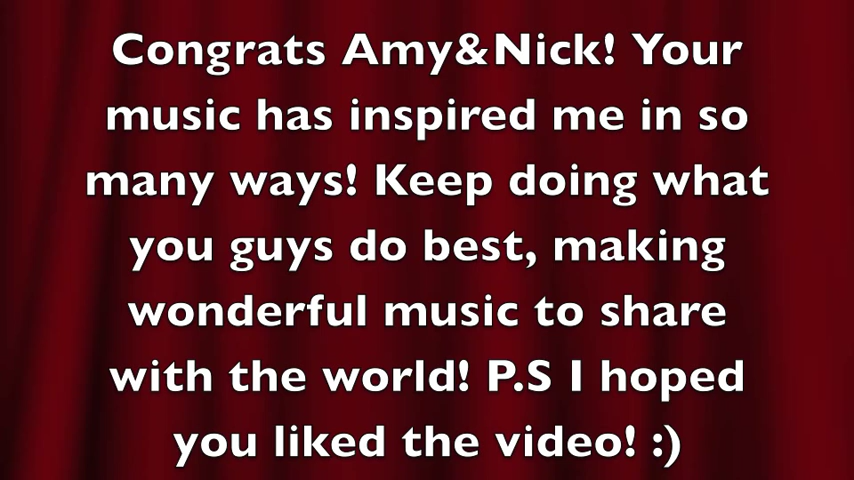 Congrats Amy&Nick! Your
music has inspired me in so
many ways! Keep doing what
you guys do best, making
wonderful music to share
with the world! P.S I hoped
you liked the video! :)